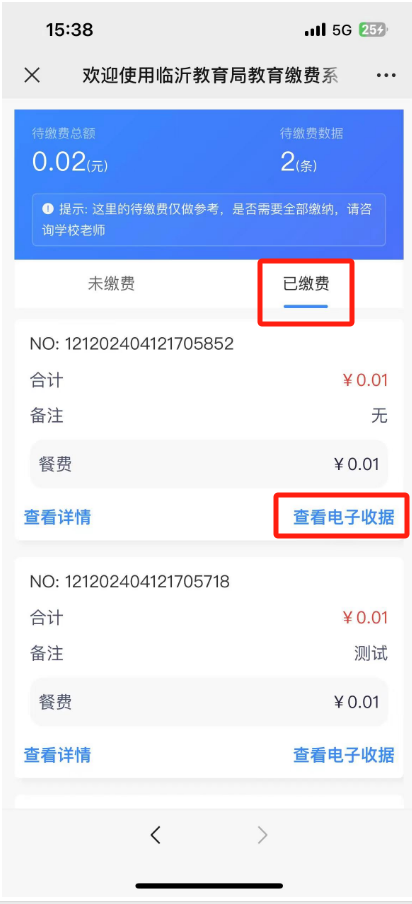 15:38
5G 25
欢迎使用临沂教育局教育缴费系
待缴费总额
待缴费数据
0.02(元)
2(条)
提示: 这里的待缴费仅做参考，是否需要全部缴纳，请咨
询学校老师
未缴费
已缴费
NO: 121202404121705852
合计
￥0.01
备注
无
餐费
￥0.01
查看详情
查看电子收据
NO: 121202404121705718
合计
￥0.01
备注
测试
餐费
￥0.01
查看详情
查看电子收据